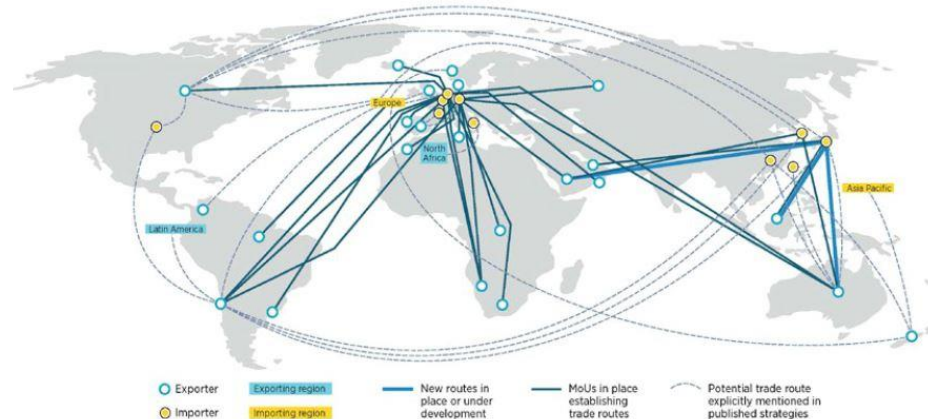 Europe
North
Africa
Asia Pacific
Latin America
Exporter
Exporting region
New routes in
place or under
development
MoUs in place
establishing
trade routes
Potential trade route
explicitly mentioned in
published strategies
Importer
Importing region